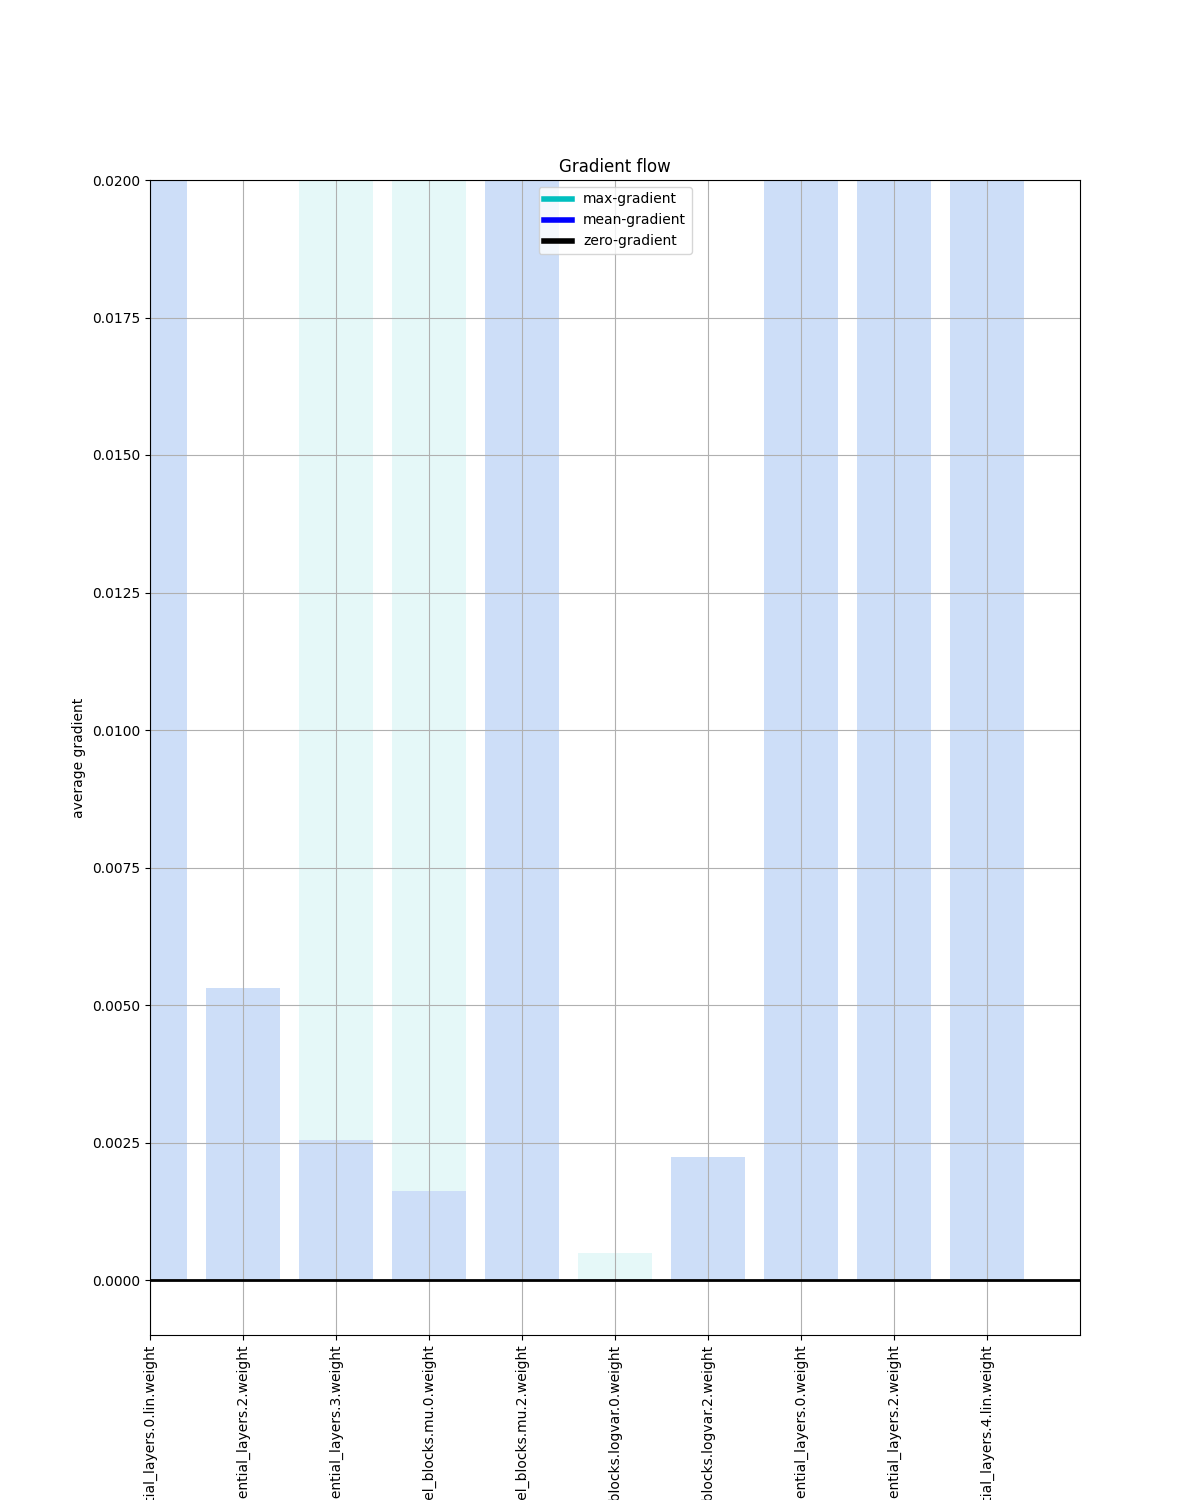 Gradient flow
max-gradient
mean-gradient
zero-gradient
0.0200
0.0175
0.0150
0.0125
0.0100
0.0075
0.0050
0.0025
0.0000
average gradient
tial_layers.0.lin.weight
ential_layers.2.weight
ential_layers.3.weight
el_blocks.mu.0.weight
el_blocks.mu.2.weight
blocks.logvar.0.weight
blocks.logvar.2.weight
ential_layers.0.weight
ential_layers.2.weight
tial_layers.4.lin.weight